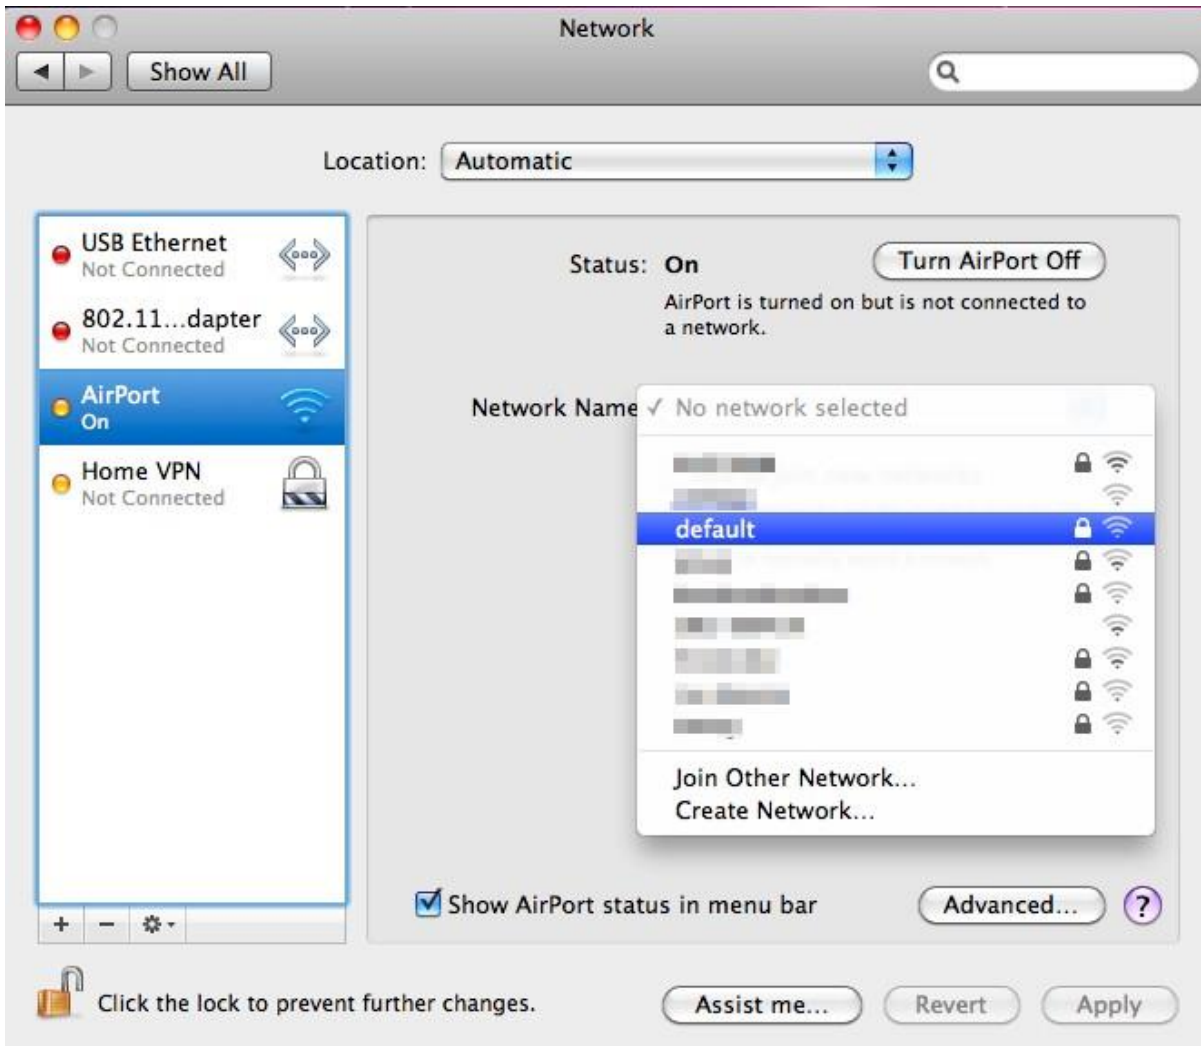 Network
Show All
Location: Automatic
USB Ethernet
Not Connected
802.11...dapter
Not Connected
AirPort
On
Home VPN
Not Connected
Status: On
Turn AirPort Off
AirPort is turned on but is not connected to
a network.
Network Name
✓ No network selected
default
Join Other Network...
Create Network...
Show AirPort status in menu bar
Advanced...
?
Click the lock to prevent further changes.
Assist me...
Revert
Apply